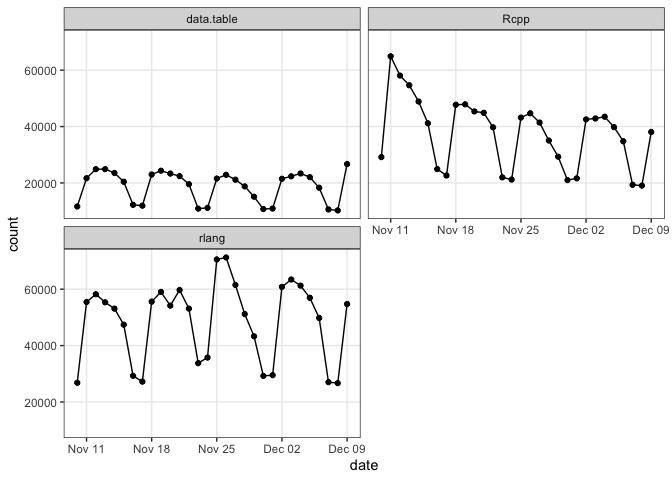 data.table
Rcpp
60000
40000
20000
Nov 11 Nov 18 Nov 25 Dec 02 Dec 09
rlang
60000
40000
20000
Nov 11 Nov 18 Nov 25 Dec 02 Dec 09
date
count